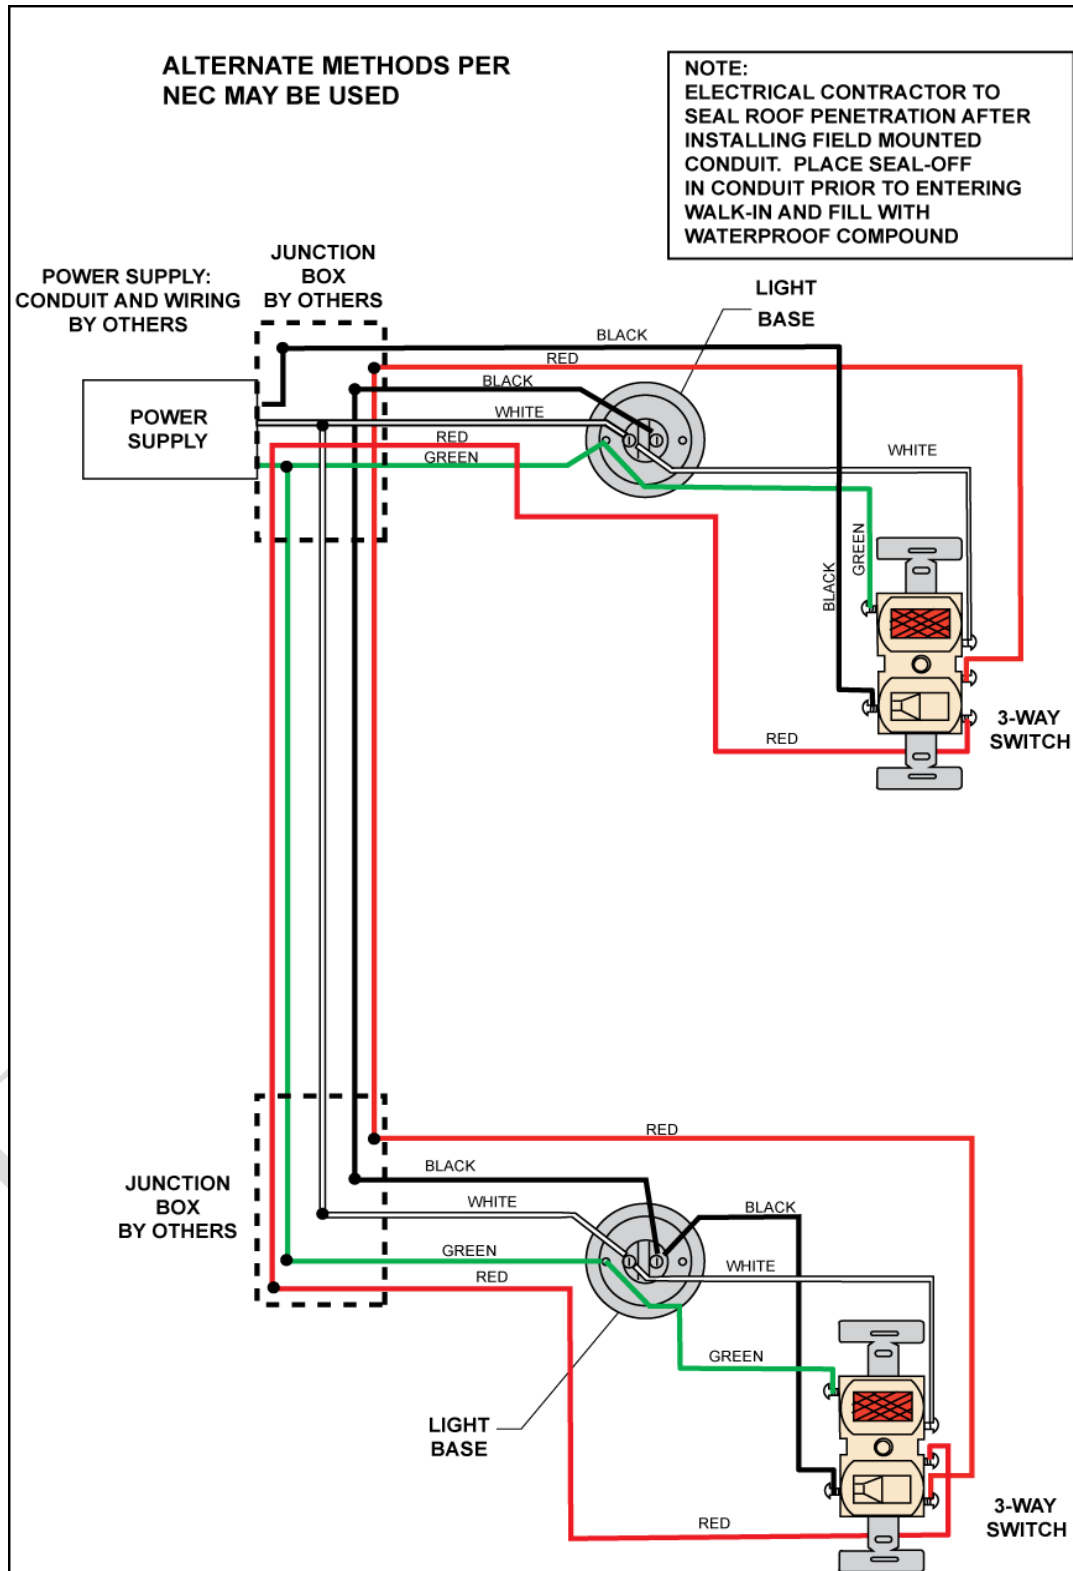 ALTERNATE METHODS PER
NEC MAY BE USED
NOTE:
ELECTRICAL CONTRACTOR TO
SEAL ROOF PENETRATION AFTER
INSTALLING FIELD MOUNTED
CONDUIT. PLACE SEAL-OFF
IN CONDUIT PRIOR TO ENTERING
WALK-IN AND FILL WITH
WATERPROOF COMPOUND
POWER SUPPLY:
CONDUIT AND WIRING
BY OTHERS
JUNCTION
BOX
BY OTHERS
LIGHT
BASE
BLACK
RED
BLACK
WHITE
RED
GREEN
WHITE
POWER
SUPPLY
GREEN
BLACK
RED
3-WAY
SWITCH
RED
BLACK
WHITE
BLACK
GREEN
RED
WHITE
JUNCTION
BOX
BY OTHERS
GREEN
LIGHT
BASE
RED
3-WAY
SWITCH